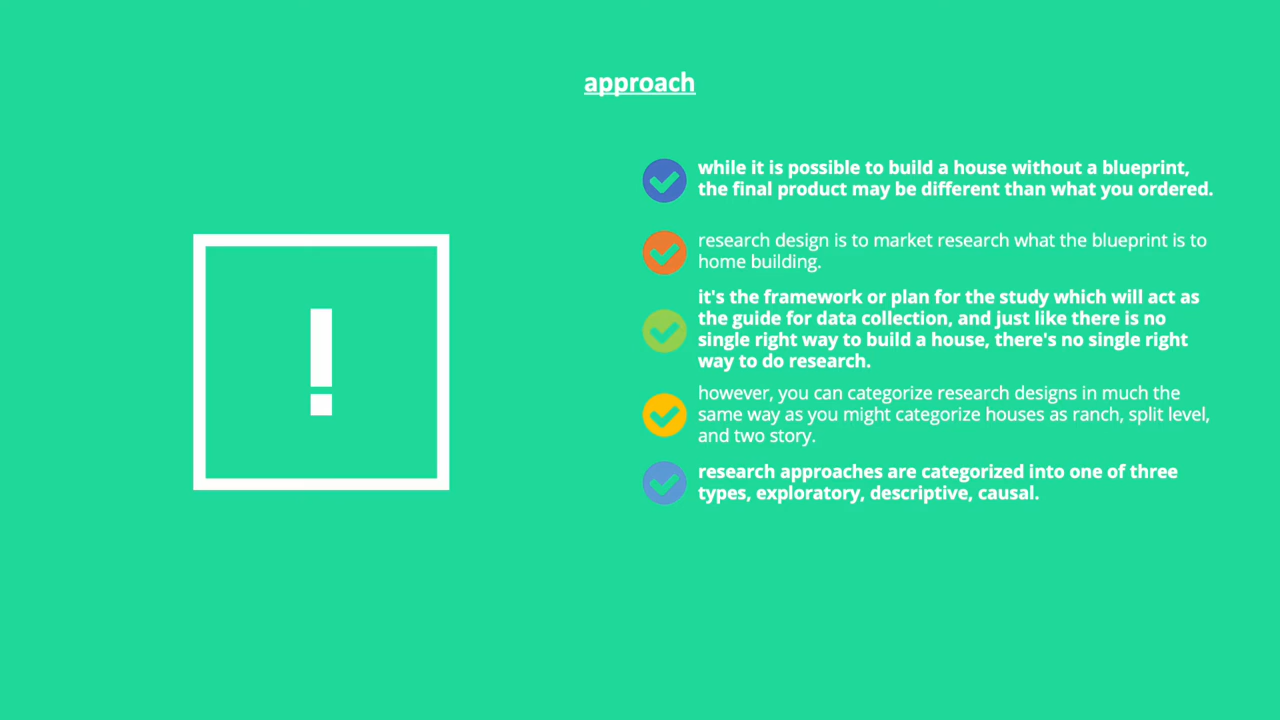 approach
while it is possible to build a house without a blueprint,
the final product may be different than what you ordered.
research design is to market research what the blueprint is to
home building.
it's the framework or plan for the study which will act as
the guide for data collection, and just like there is no
single right way to build a house, there's no single right
way to do research.
however, you can categorize research designs in much the
same way as you might categorize houses as ranch, split level,
and two story.
research approaches are categorized into one of three
types, exploratory, descriptive, causal.